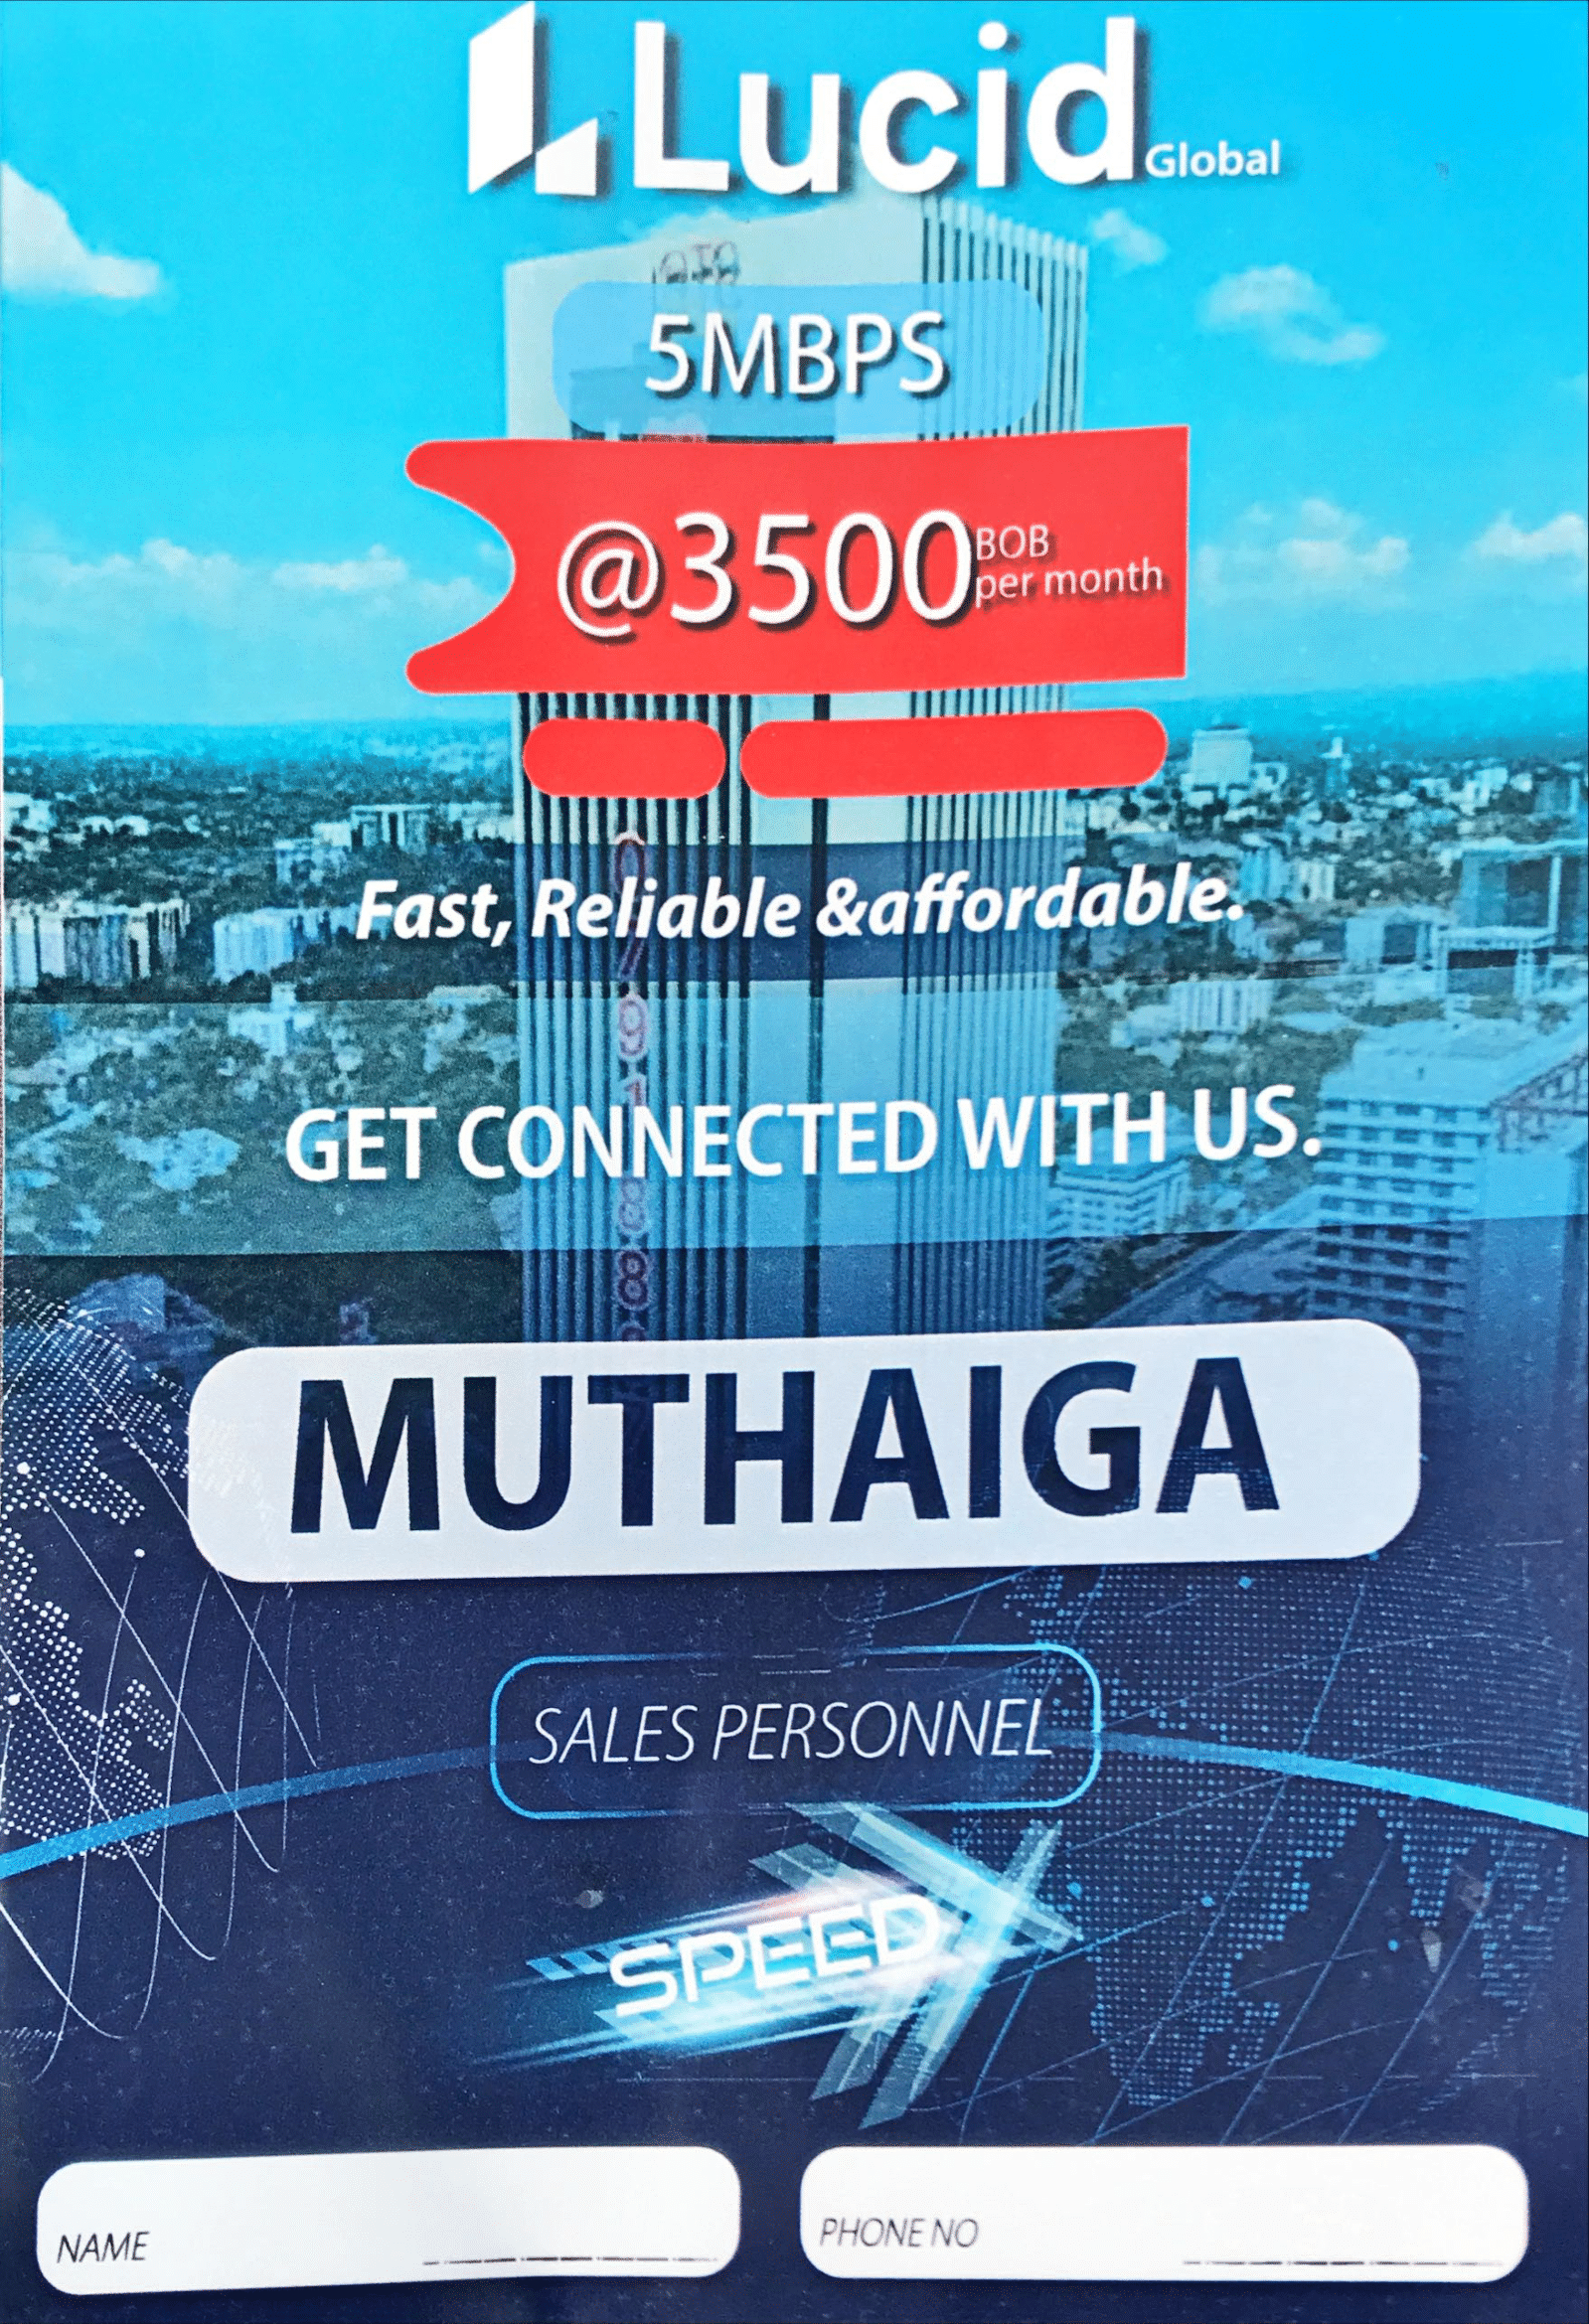 Lucid Global
5MBPS
@3500 BOB
per month
Fast, Reliable &affordable.
GET CONNECTED WITH US.
MUTHAIGA
SALES PERSONNEL
SPEED
NAME
PHONE NO